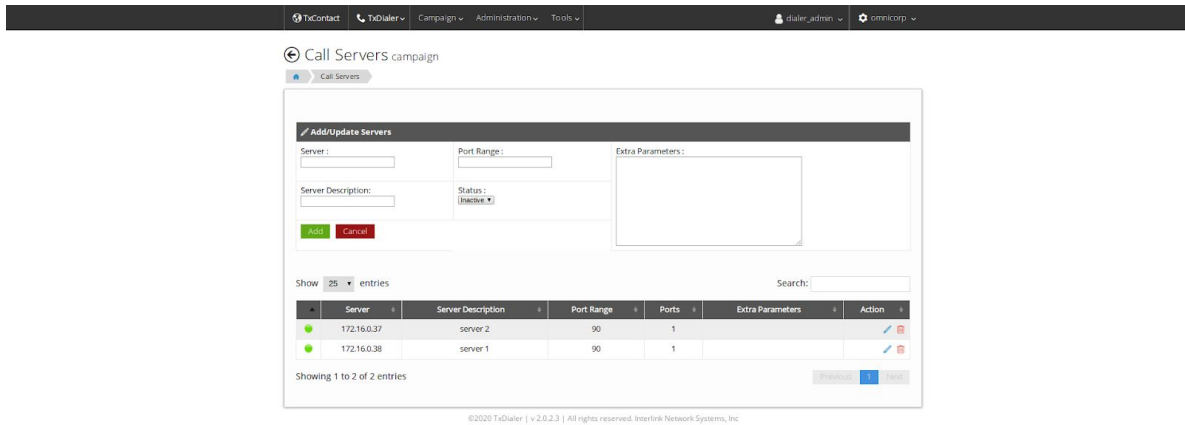 TxContact TxDialer Campaign Administration Tools dialer_admin omnicorp
Call Servers campaign
Call Servers
Add/Update Servers
Server : Port Range : Extra Parameters :
Server Description: Status :
Inactive
Add Cancel
Show 25 entries Search:
Server Server Description Port Range Ports Extra Parameters Action
172.16.0.37 server 2 90 1
172.16.0.38 server 1 90 1
Showing 1 to 2 of 2 entries Previous 1 Next
©2020 TxDialer | v 2.0.2.3 | All rights reserved. Interlink Network Systems, Inc